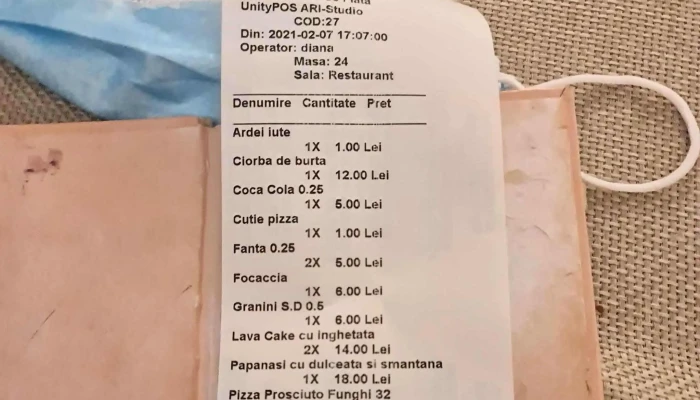 UnityPOS ARI-Studio
COD:27
Din: 2021-02-07 17:07:00
Operator: diana
Masa: 24
Sala: Restaurant
Denumire Cantitate Pret
Ardei iute
1X 1.00 Lei
Ciorba de burta
1X 12.00 Lei
Coca Cola 0.25
1X 5.00 Lei
Cutie pizza
1X 1.00 Lei
Fanta 0.25
2X 5.00 Lei
Focaccia
1X 6.00 Lei
Granini S.D 0.5
1X 6.00 Lei
Lava Cake cu inghetata
2X 14.00 Lei
Papanasi cu dulceata si smantana
1X 18.00 Lei
Pizza Prosciuto Funghi 32